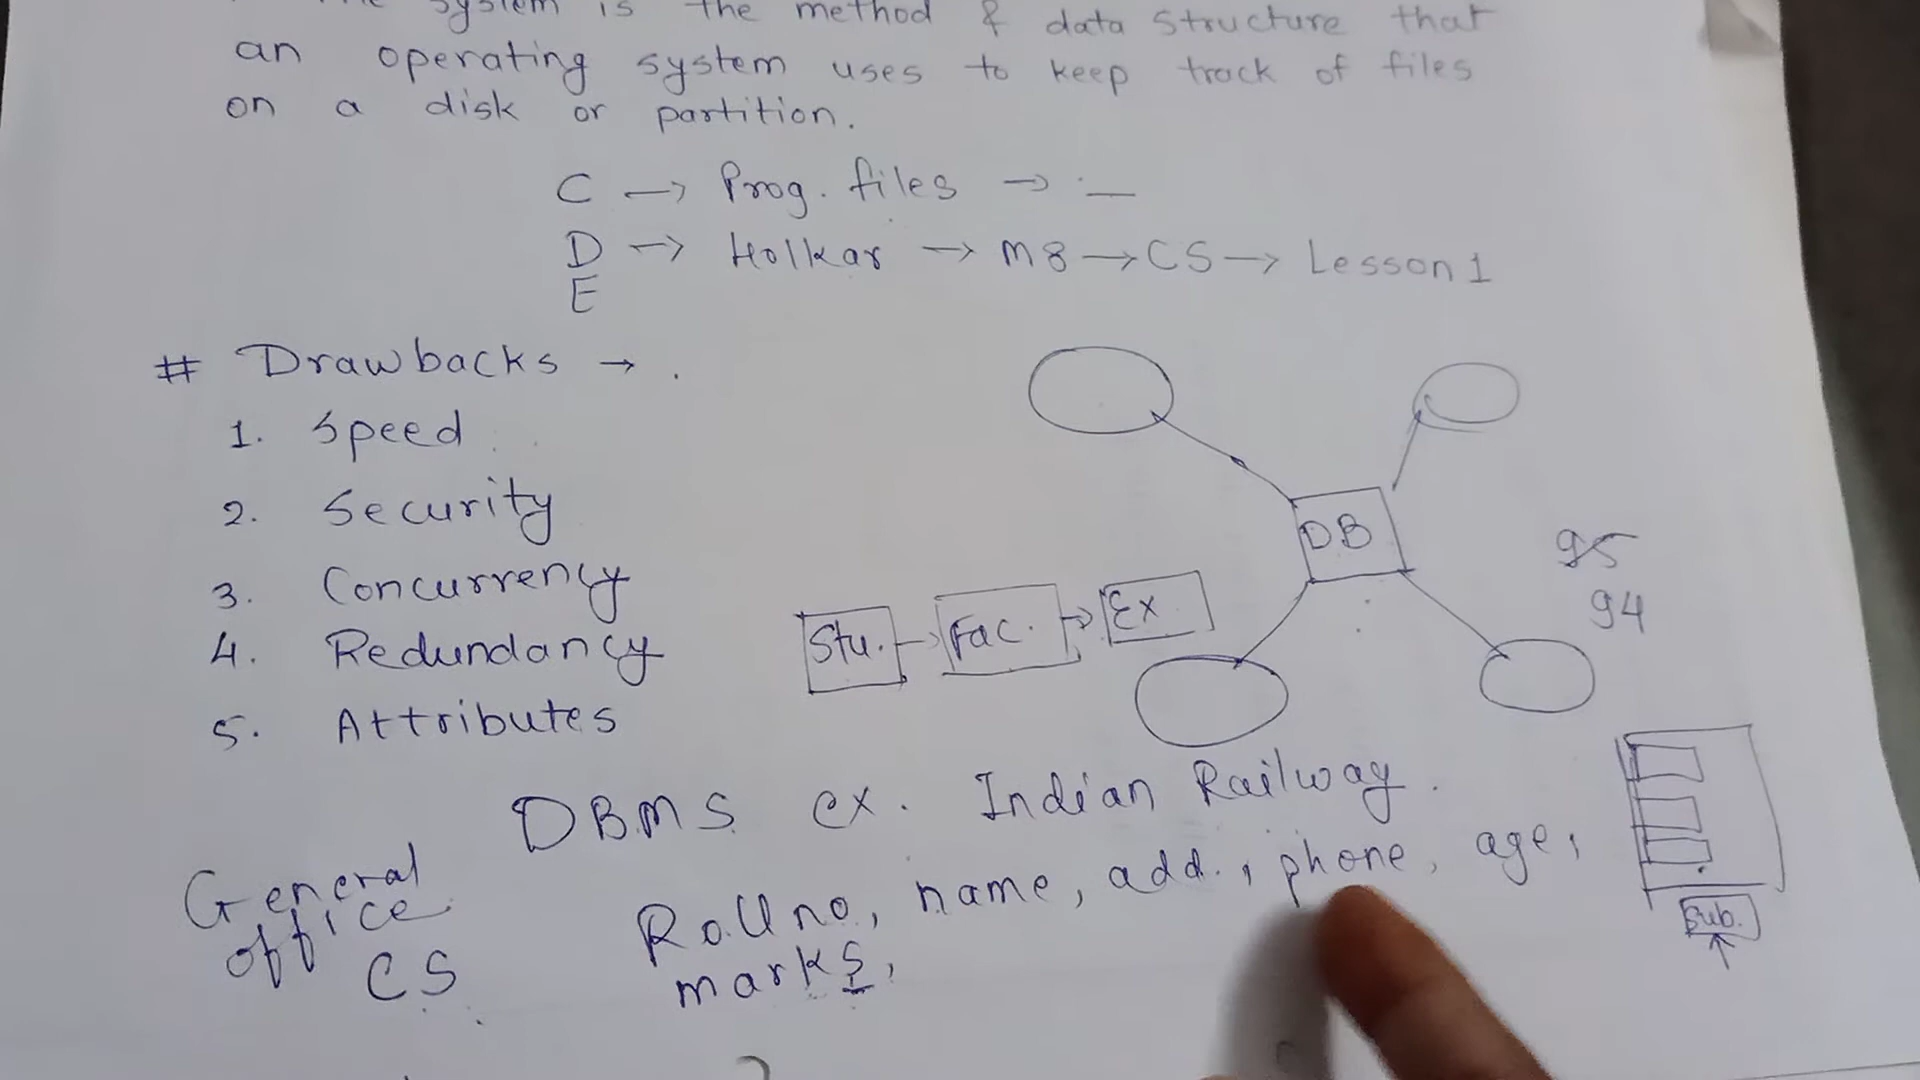 system is the method & data structure that
an operating system uses to keep track of files
on a disk or partition.
C → Prog. files → —
D → Holkar → M8 → CS → Lesson 1
E
# Drawbacks →
1. Speed
2. Security
3. Concurrency
4. Redundancy
5. Attributes
DB
95
94
Stu. → Fac. → Ex
DBMS ex. Indian Railway.
General
office
CS
Roll no, name, add., phone, age,
marks,
Sub.